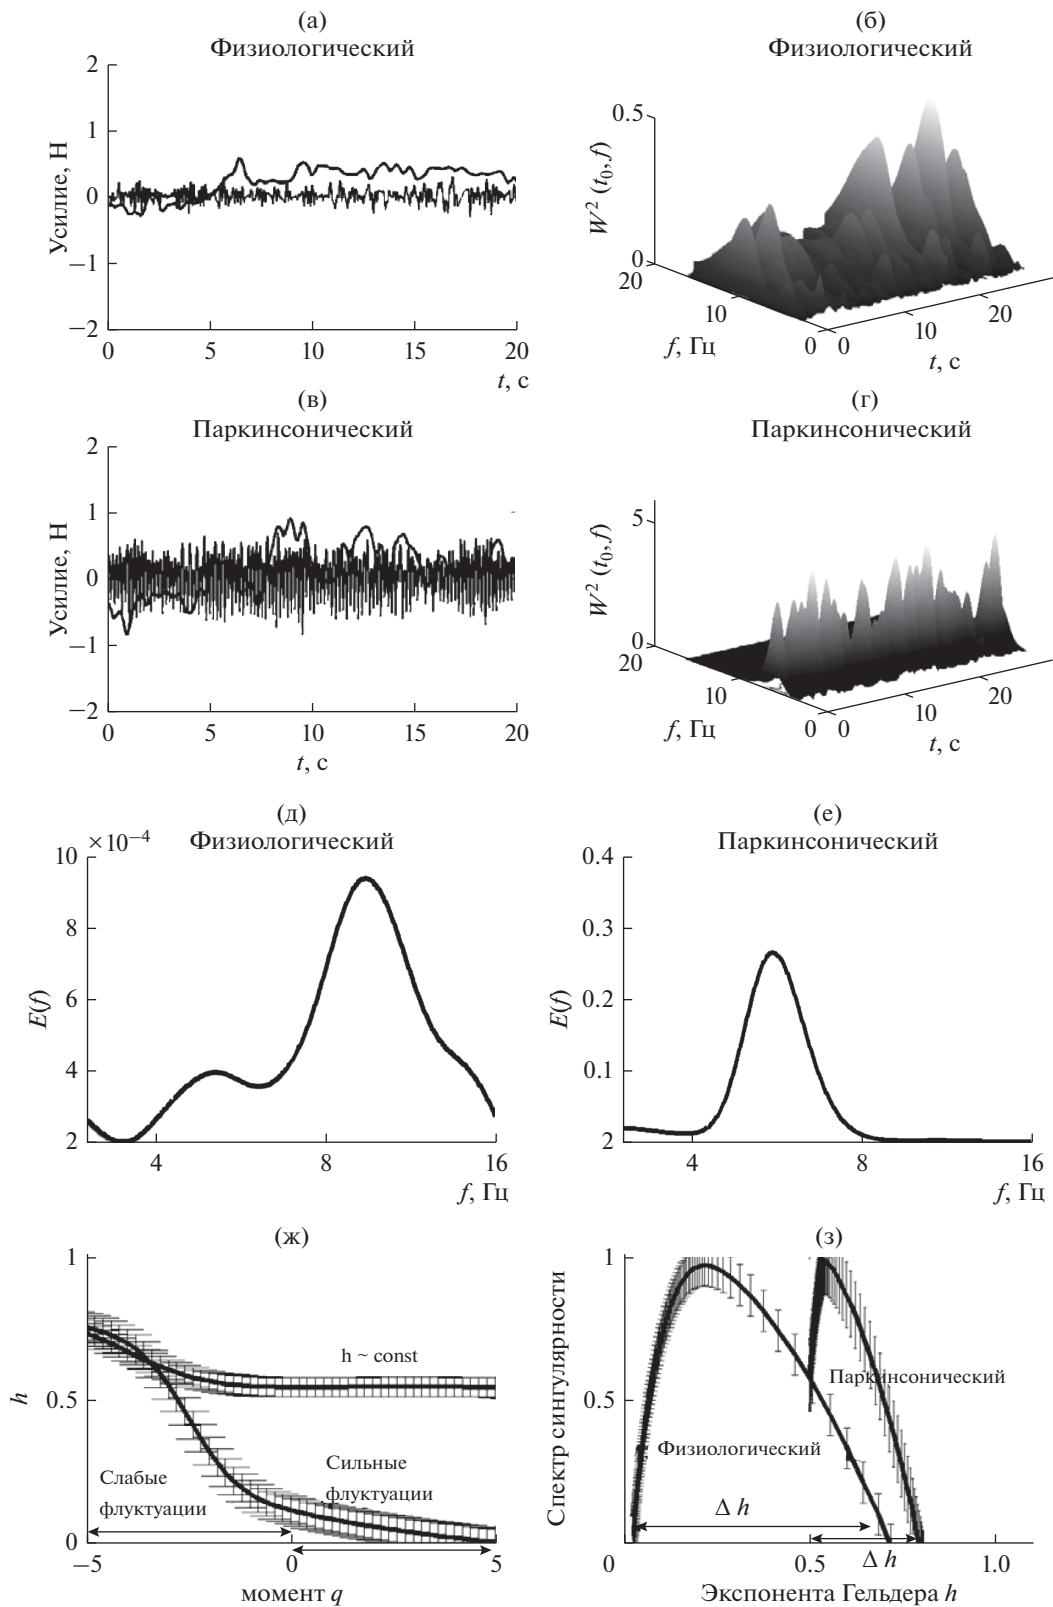 (а)
Физиологический
2
1
0
−1
−2
Усилие, Н
0 5 10 15 20
t, с
(б)
Физиологический
0.5
0
W² (t₀, f)
20
10
0
f, Гц
0
10
20
t, с
(в)
Паркинсонический
2
1
0
−1
−2
Усилие, Н
0 5 10 15 20
t, с
(г)
Паркинсонический
5
0
W² (t₀, f)
20
10
0
f, Гц
0
10
20
t, с
(д)
×10⁻⁴ Физиологический
10
8
6
4
2
E(f)
4 8 16
f, Гц
(е)
Паркинсонический
0.4
0.3
0.2
0.1
2
E(f)
4 8 16
f, Гц
(ж)
1
0.5
0
h
h ~ const
Слабые
флуктуации
Сильные
флуктуации
−5 0 5
момент q
(з)
Спектр сингулярности
1
0.5
0
Паркинсонический
Физиологический
Δ h
Δ h
0 0.5 1.0
Экспонента Гельдера h